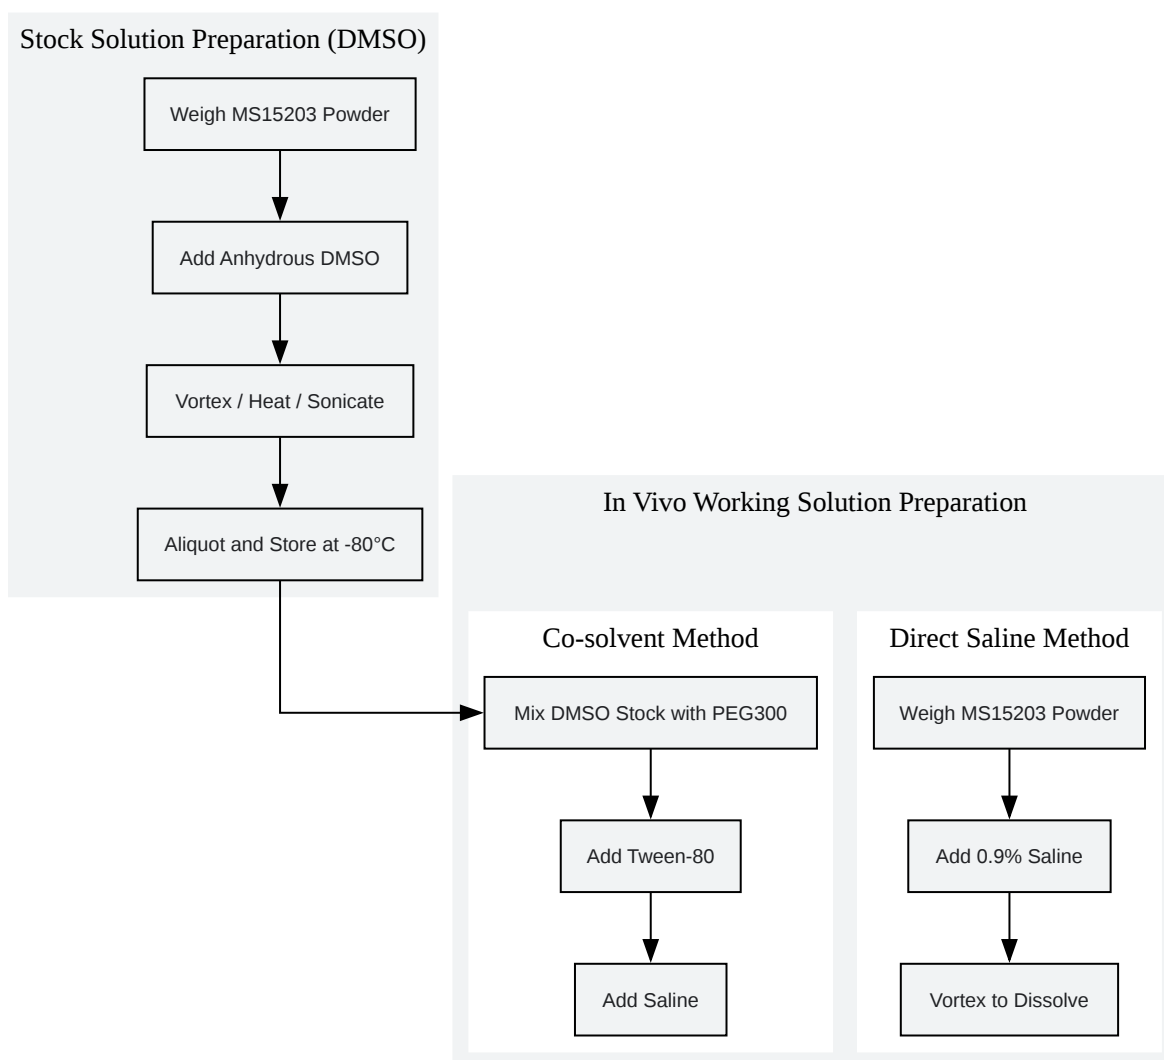 Stock Solution Preparation (DMSO)
Weigh MS15203 Powder
Add Anhydrous DMSO
Vortex / Heat / Sonicate
Aliquot and Store at -80°C
In Vivo Working Solution Preparation
Co-solvent Method
Mix DMSO Stock with PEG300
Add Tween-80
Add Saline
Direct Saline Method
Weigh MS15203 Powder
Add 0.9% Saline
Vortex to Dissolve